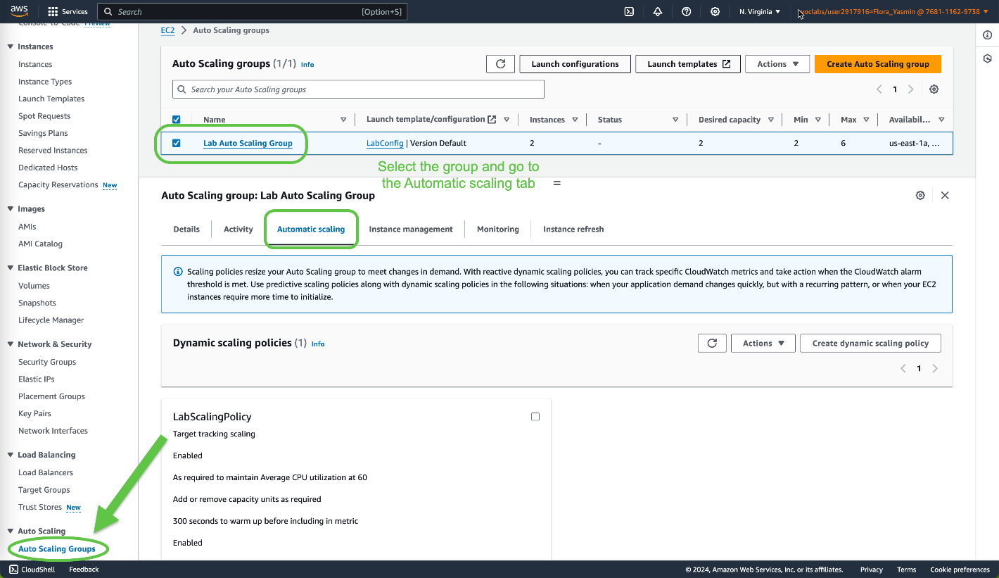 aws
Services
Search
[Option+S]
N. Virginia
voclabs/user2917916=Flora_Yasmin @ 7681-1162-9738
Console-to-Code Preview
Instances
Instances
Instance Types
Launch Templates
Spot Requests
Savings Plans
Reserved Instances
Dedicated Hosts
Capacity Reservations New
Images
AMIs
AMI Catalog
Elastic Block Store
Volumes
Snapshots
Lifecycle Manager
Network & Security
Security Groups
Elastic IPs
Placement Groups
Key Pairs
Network Interfaces
Load Balancing
Load Balancers
Target Groups
Trust Stores New
Auto Scaling
Auto Scaling Groups
EC2 > Auto Scaling groups
Auto Scaling groups (1/1) Info
Launch configurations
Launch templates
Actions
Create Auto Scaling group
Search your Auto Scaling groups
1
Name
Launch template/configuration
Instances
Status
Desired capacity
Min
Max
Availabil...
Lab Auto Scaling Group
LabConfig | Version Default
2
-
2
2
6
us-east-1a, ...
Select the group and go to
the Automatic scaling tab
=
Auto Scaling group: Lab Auto Scaling Group
Details
Activity
Automatic scaling
Instance management
Monitoring
Instance refresh
Scaling policies resize your Auto Scaling group to meet changes in demand. With reactive dynamic scaling policies, you can track specific CloudWatch metrics and take action when the CloudWatch alarm
threshold is met. Use predictive scaling policies along with dynamic scaling policies in the following situations: when your application demand changes quickly, but with a recurring pattern, or when your EC2
instances require more time to initialize.
Dynamic scaling policies (1) Info
Actions
Create dynamic scaling policy
1
LabScalingPolicy
Target tracking scaling
Enabled
As required to maintain Average CPU utilization at 60
Add or remove capacity units as required
300 seconds to warm up before including in metric
Enabled
CloudShell
Feedback
© 2024, Amazon Web Services, Inc. or its affiliates.
Privacy
Terms
Cookie preferences